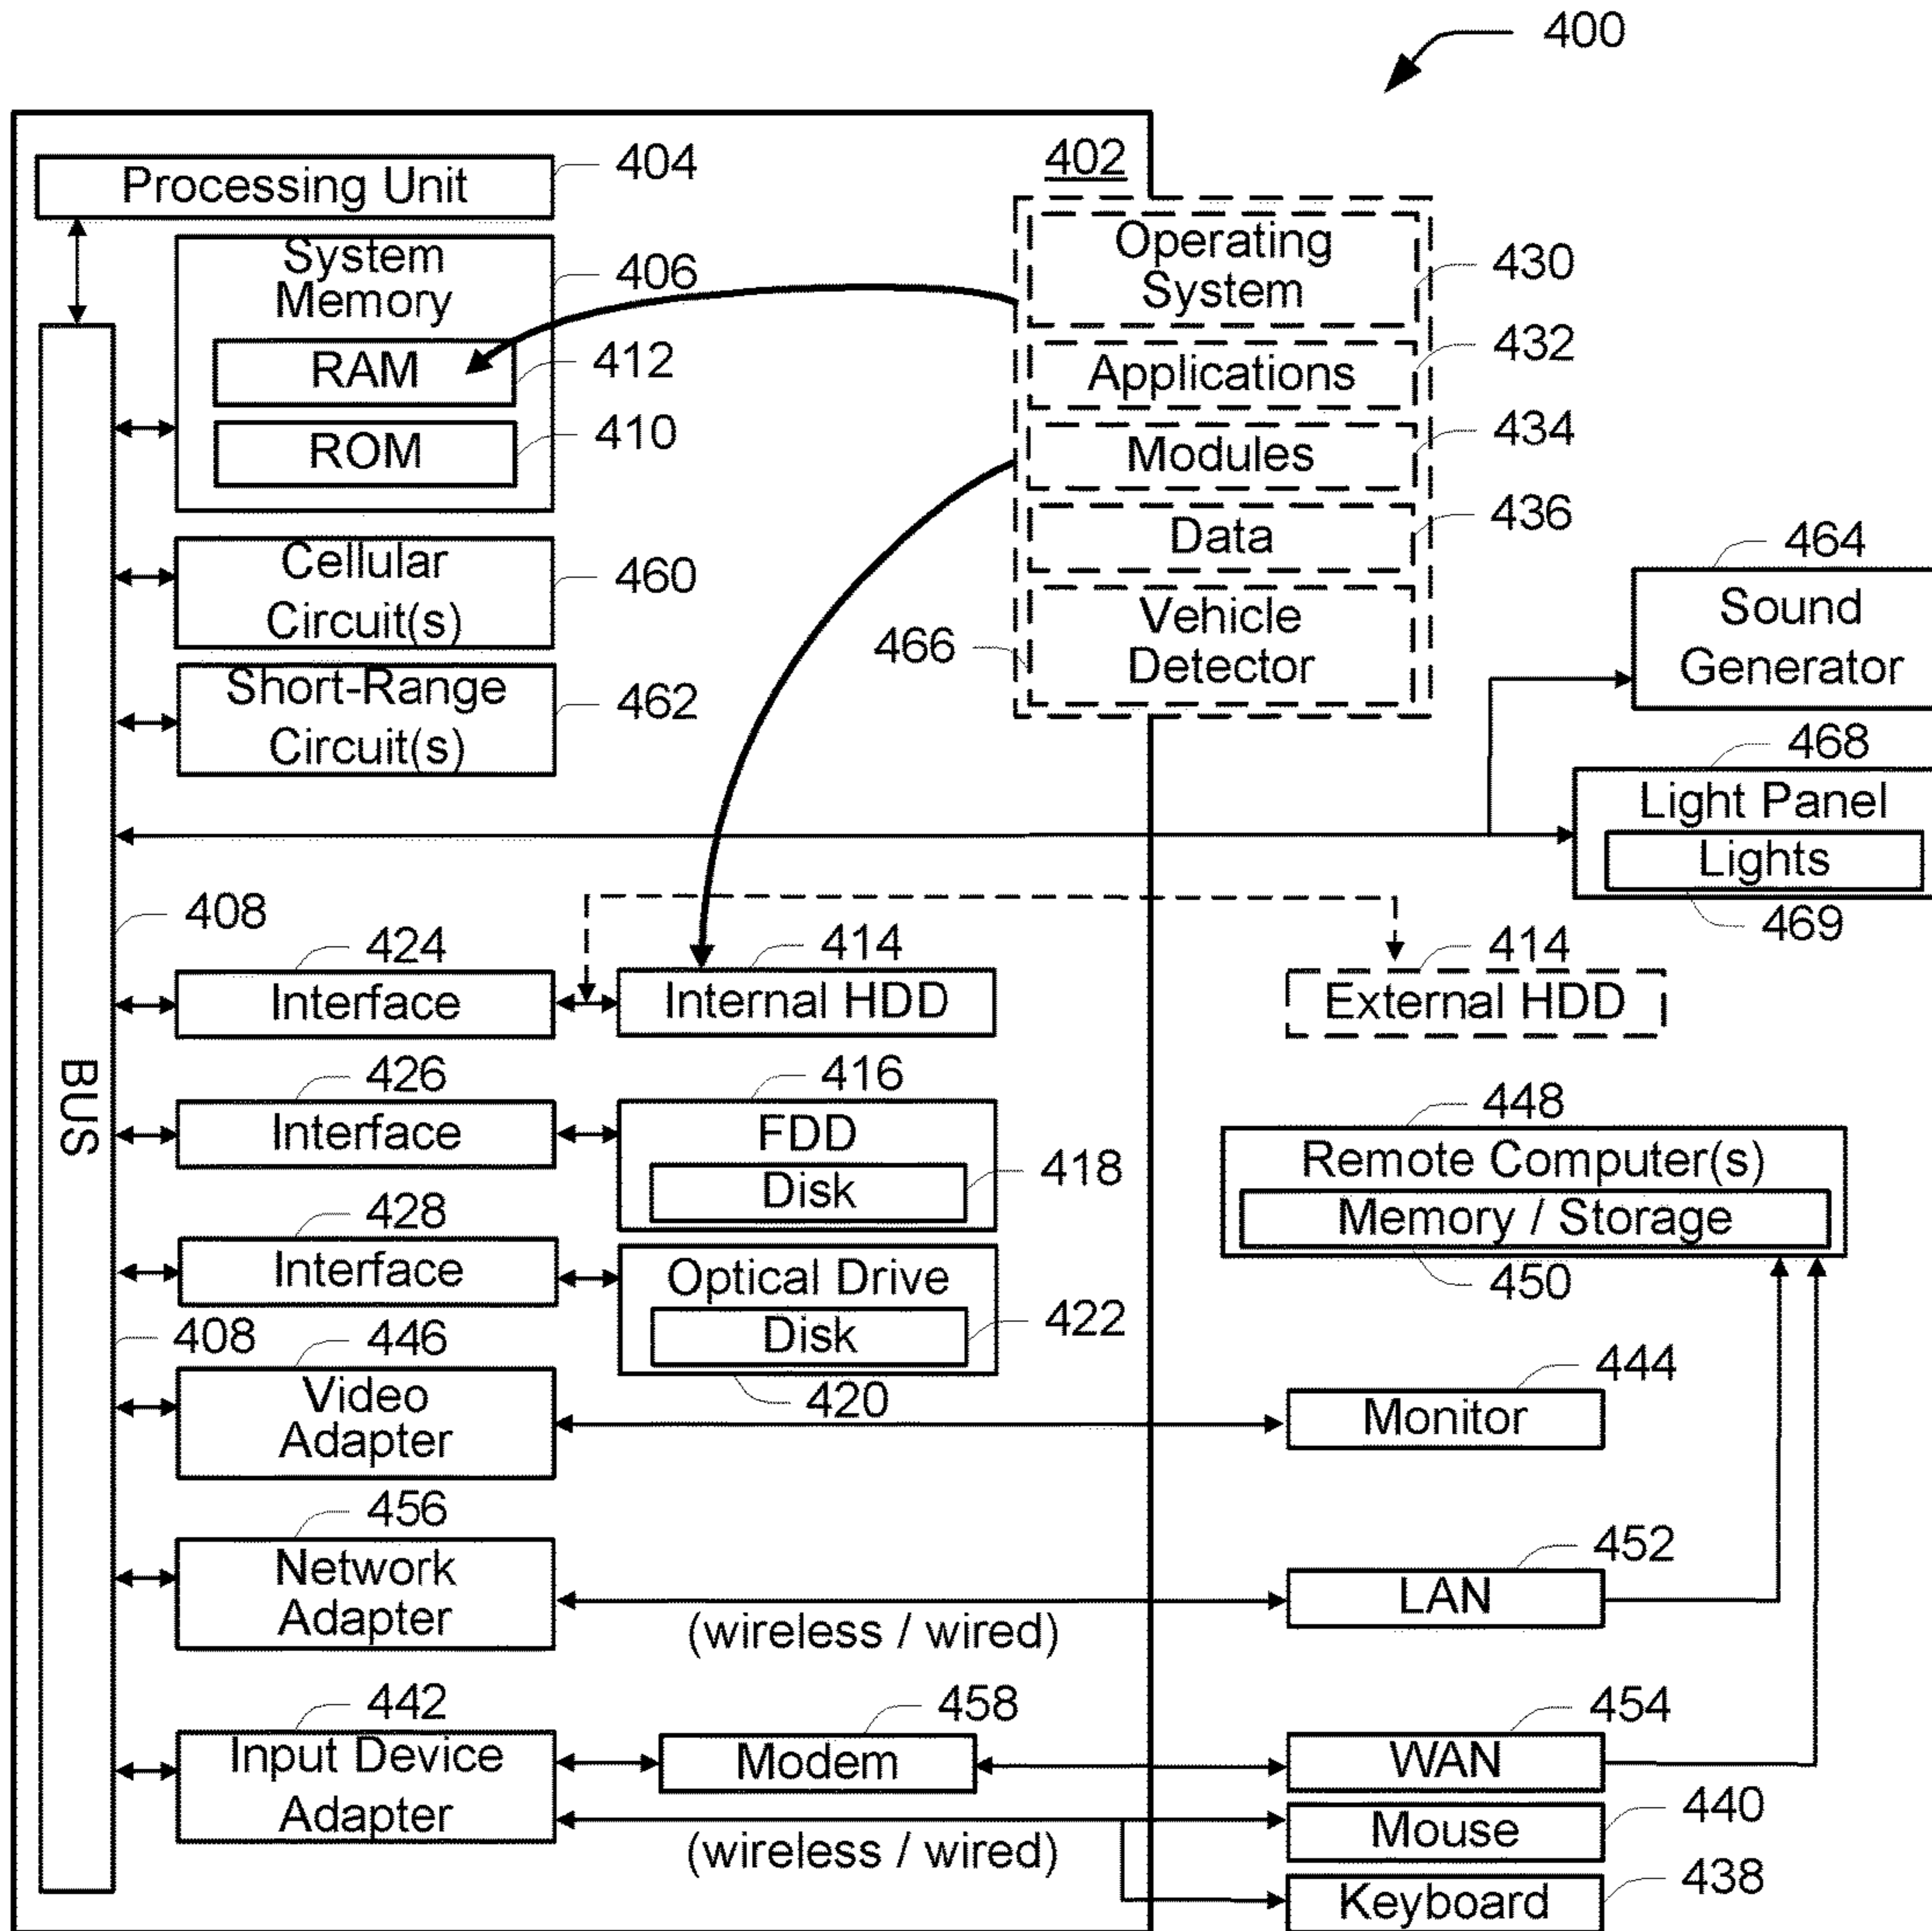 400
402
Processing Unit
404
System
Memory
406
RAM
412
ROM
410
Cellular
Circuit(s)
460
Short-Range
Circuit(s)
462
Operating
System
430
Applications
432
Modules
434
Data
436
Vehicle
Detector
466
464
Sound
Generator
468
Light Panel
Lights
469
BUS
408
424
Interface
414
Internal HDD
414
External HDD
426
Interface
416
FDD
Disk
418
448
Remote Computer(s)
Memory / Storage
450
428
Interface
Optical Drive
Disk
422
420
408
446
Video
Adapter
444
Monitor
456
Network
Adapter
(wireless / wired)
452
LAN
442
Input Device
Adapter
458
Modem
454
WAN
(wireless / wired)
Mouse
440
Keyboard
438